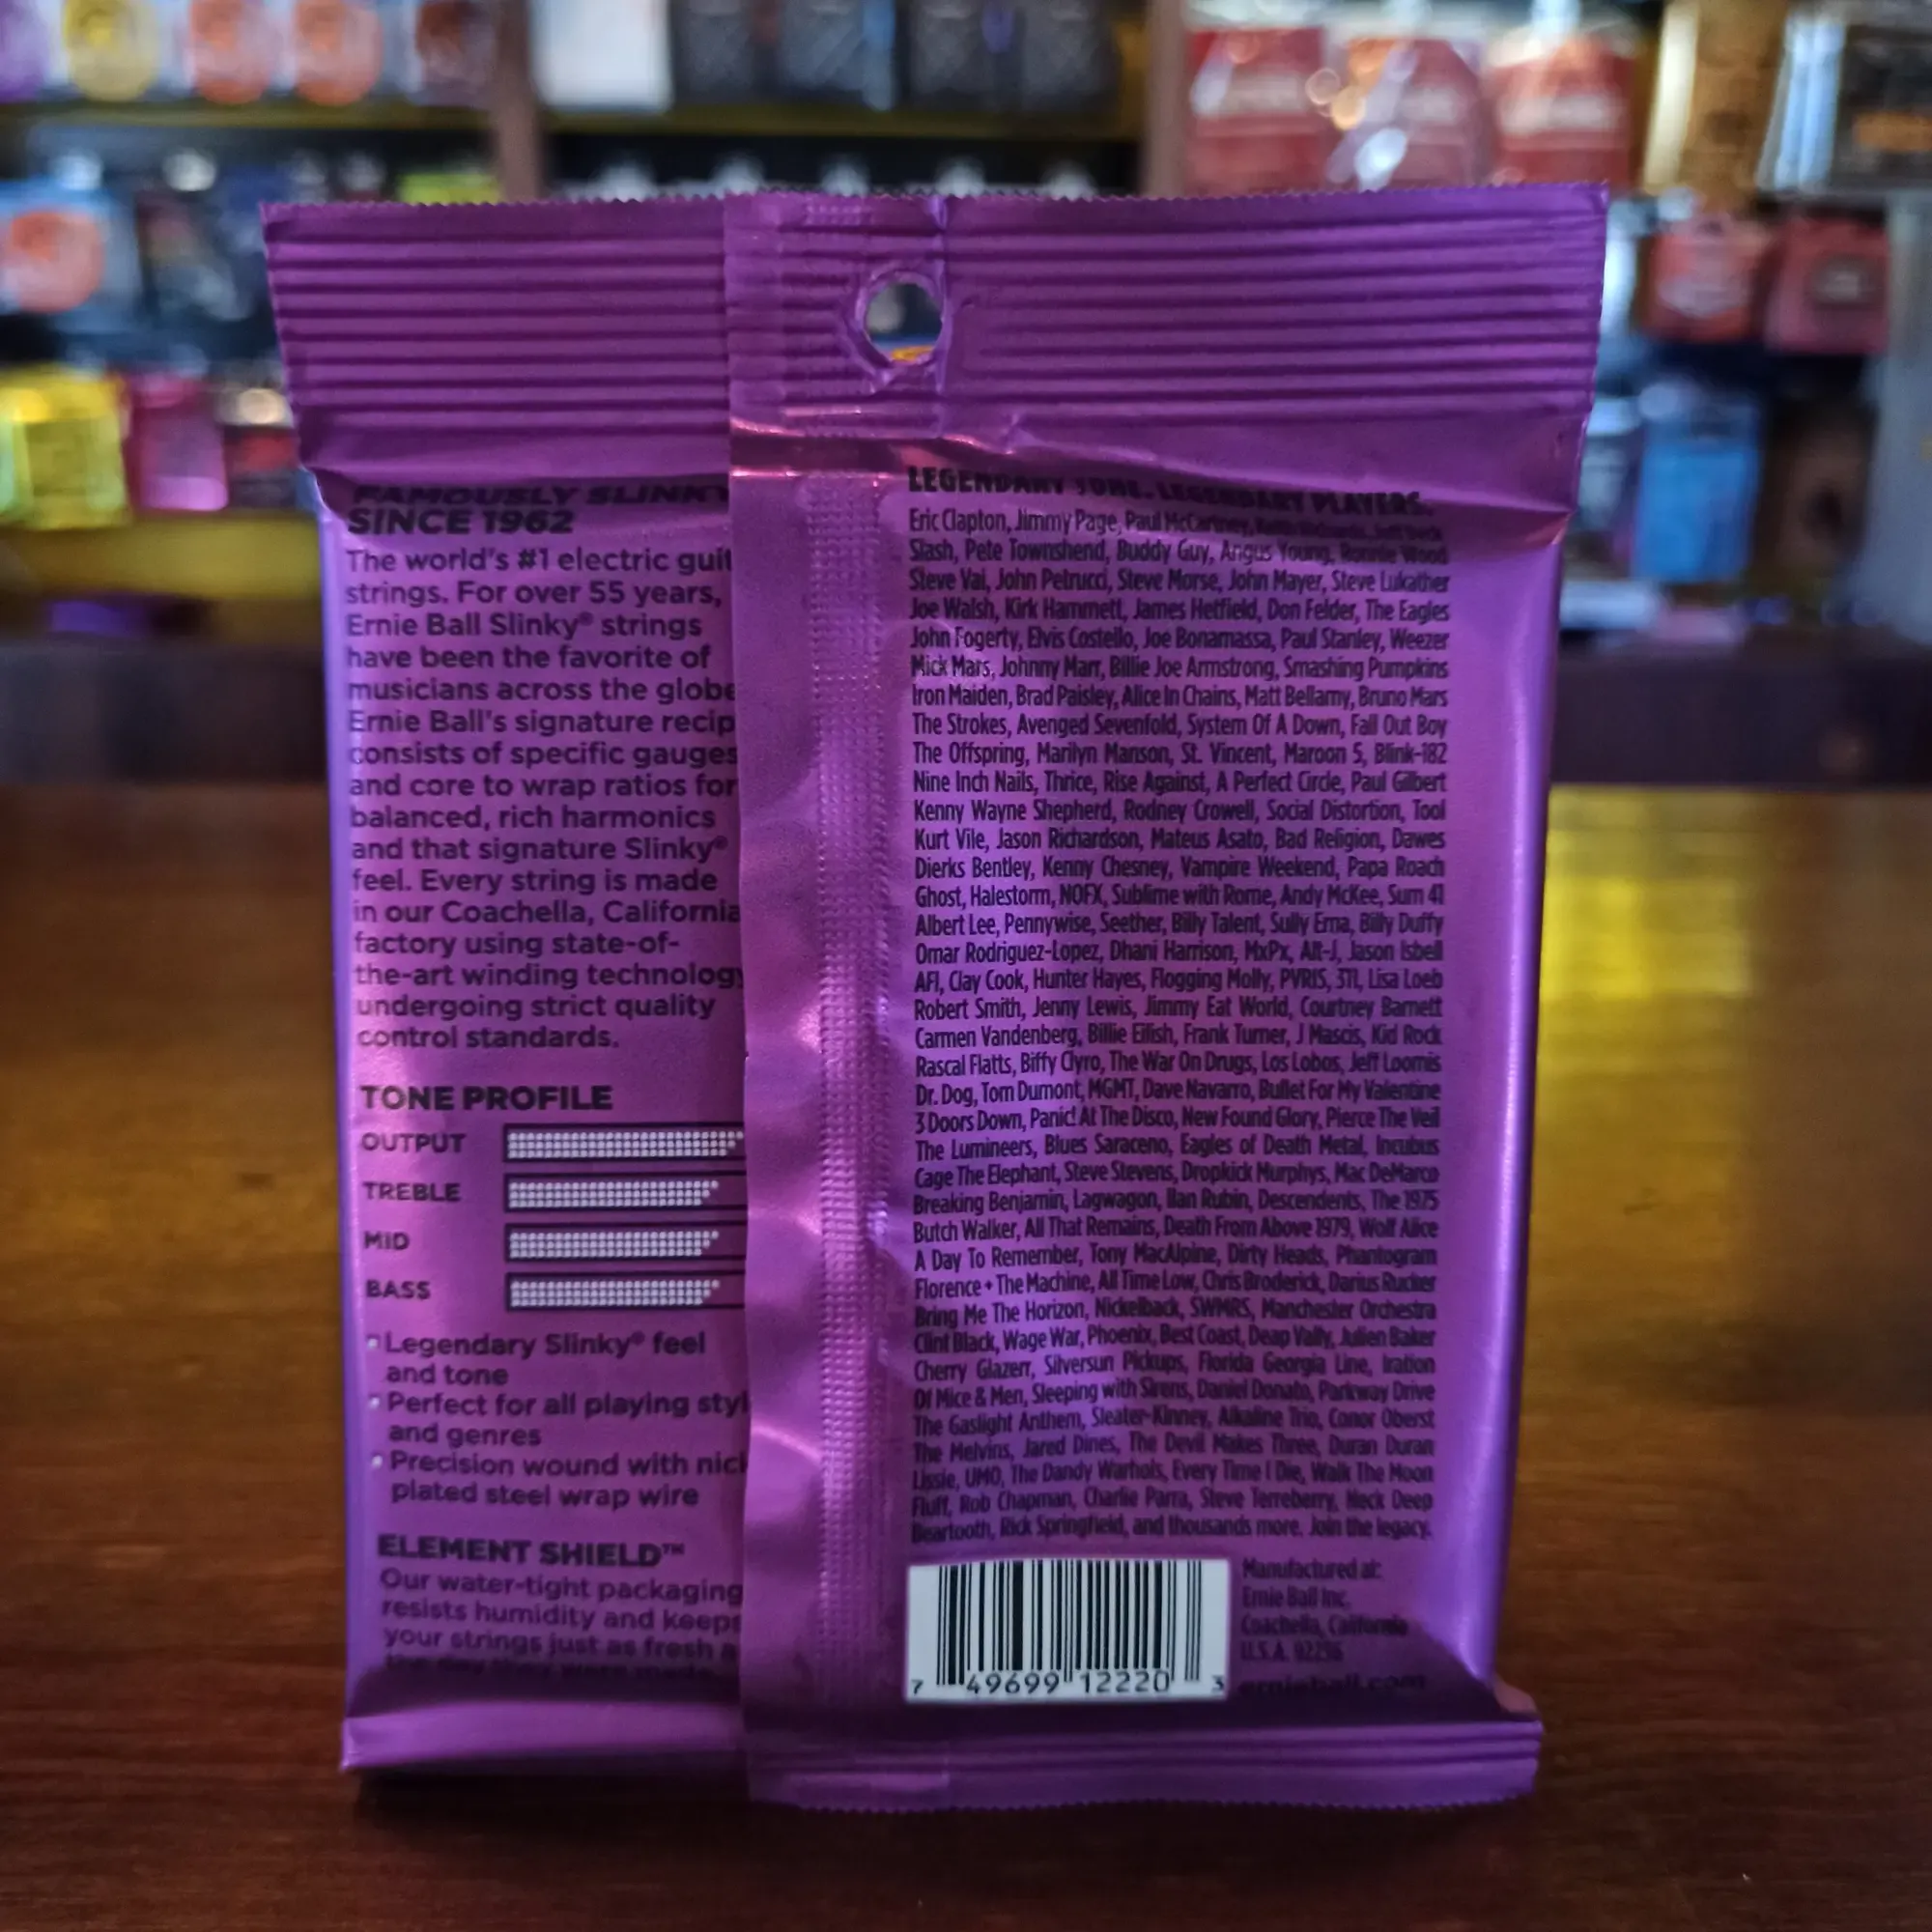 FAMOUSLY SLINKY
SINCE 1962
The world's #1 electric guit
strings. For over 55 years,
Ernie Ball Slinky® strings
have been the favorite of
musicians across the globe
Ernie Ball's signature recip
consists of specific gauges
and core to wrap ratios for
balanced, rich harmonics
and that signature Slinky®
feel. Every string is made
in our Coachella, California
factory using state-of-
the-art winding technology
undergoing strict quality
control standards.
TONE PROFILE
OUTPUT
TREBLE
MID
BASS
Legendary Slinky® feel
and tone
Perfect for all playing styl
and genres
Precision wound with nick
plated steel wrap wire
ELEMENT SHIELD™
Our water-tight packaging
resists humidity and keeps
your strings just as fresh a
the day they were made
LEGENDARY TONE. LEGENDARY PLAYERS.
Eric Clapton, Jimmy Page, Paul McCartney, Keith Richards, Jeff Beck
Slash, Pete Townshend, Buddy Guy, Angus Young, Ronnie Wood
Steve Vai, John Petrucci, Steve Morse, John Mayer, Steve Lukather
Joe Walsh, Kirk Hammett, James Hetfield, Don Felder, The Eagles
John Fogerty, Elvis Costello, Joe Bonamassa, Paul Stanley, Weezer
Mick Mars, Johnny Marr, Billie Joe Armstrong, Smashing Pumpkins
Iron Maiden, Brad Paisley, Alice In Chains, Matt Bellamy, Bruno Mars
The Strokes, Avenged Sevenfold, System Of A Down, Fall Out Boy
The Offspring, Marilyn Manson, St. Vincent, Maroon 5, Blink-182
Nine Inch Nails, Thrice, Rise Against, A Perfect Circle, Paul Gilbert
Kenny Wayne Shepherd, Rodney Crowell, Social Distortion, Tool
Kurt Vile, Jason Richardson, Mateus Asato, Bad Religion, Dawes
Dierks Bentley, Kenny Chesney, Vampire Weekend, Papa Roach
Ghost, Halestorm, NOFX, Sublime with Rome, Andy McKee, Sum 41
Albert Lee, Pennywise, Seether, Billy Talent, Sully Erna, Billy Duffy
Omar Rodriguez-Lopez, Dhani Harrison, MxPx, Alt-J, Jason Isbell
AFI, Clay Cook, Hunter Hayes, Flogging Molly, PVRIS, 311, Lisa Loeb
Robert Smith, Jenny Lewis, Jimmy Eat World, Courtney Barnett
Carmen Vandenberg, Billie Eilish, Frank Turner, J Mascis, Kid Rock
Rascal Flatts, Biffy Clyro, The War On Drugs, Los Lobos, Jeff Loomis
Dr. Dog, Tom Dumont, MGMT, Dave Navarro, Bullet For My Valentine
3 Doors Down, Panic! At The Disco, New Found Glory, Pierce The Veil
The Lumineers, Blues Saraceno, Eagles of Death Metal, Incubus
Cage The Elephant, Steve Stevens, Dropkick Murphys, Mac DeMarco
Breaking Benjamin, Lagwagon, Ilan Rubin, Descendents, The 1975
Butch Walker, All That Remains, Death From Above 1979, Wolf Alice
A Day To Remember, Tony MacAlpine, Dirty Heads, Phantogram
Florence + The Machine, All Time Low, Chris Broderick, Darius Rucker
Bring Me The Horizon, Nickelback, SWMRS, Manchester Orchestra
Clint Black, Wage War, Phoenix, Best Coast, Deap Vally, Julien Baker
Cherry Glazerr, Silversun Pickups, Florida Georgia Line, Iration
Of Mice & Men, Sleeping with Sirens, Daniel Donato, Parkway Drive
The Gaslight Anthem, Sleater-Kinney, Alkaline Trio, Conor Oberst
The Melvins, Jared Dines, The Devil Makes Three, Duran Duran
Lissie, UMO, The Dandy Warhols, Every Time I Die, Walk The Moon
Fluff, Rob Chapman, Charlie Parra, Steve Terreberry, Neck Deep
Beartooth, Rick Springfield, and thousands more. Join the legacy.
7 49699 12220 3
Manufactured at:
Ernie Ball Inc.
Coachella, California
U.S.A. 92236
ernieball.com